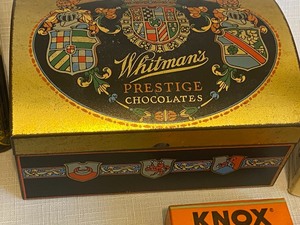 Whitman's
PRESTIGE
CHOCOLATES
KNOX